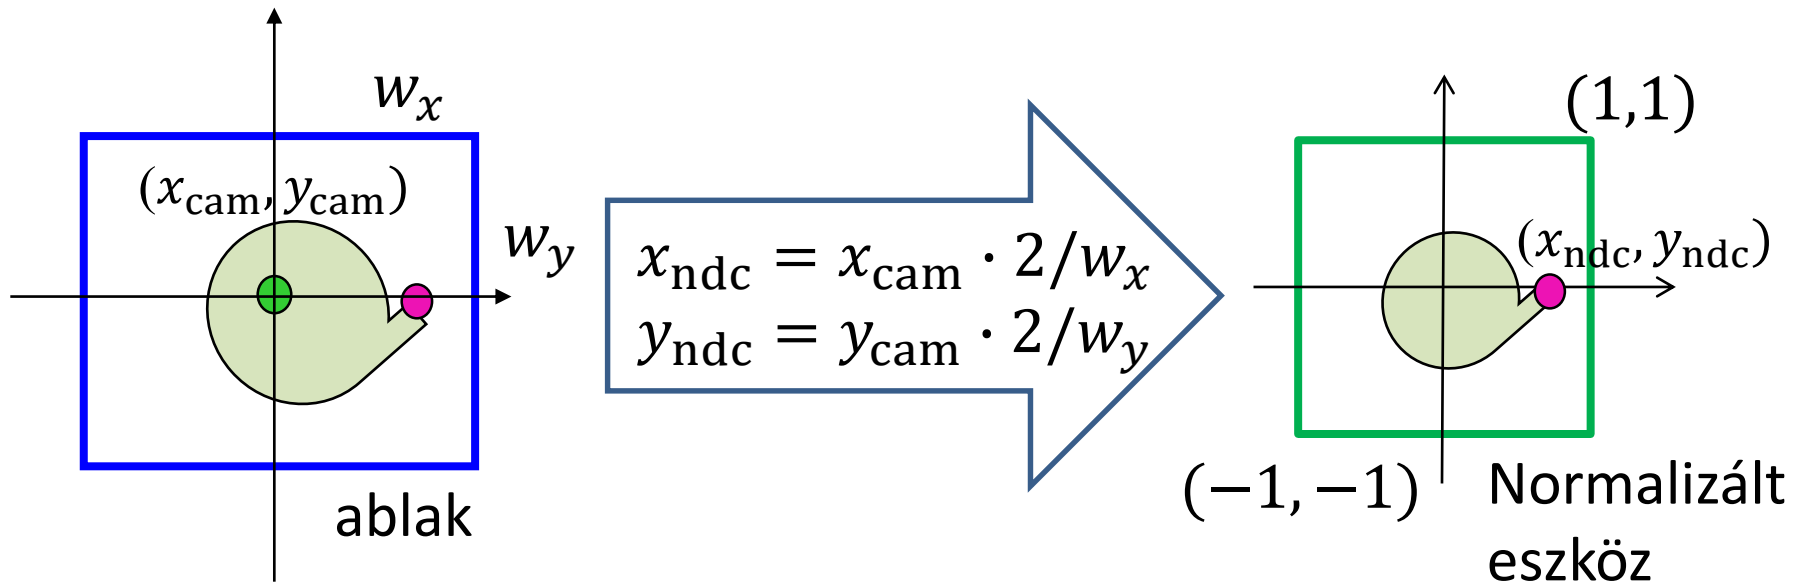 w_x
(x_cam, y_cam)
w_y
ablak
x_ndc = x_cam · 2/w_x
y_ndc = y_cam · 2/w_y
(1,1)
(x_ndc, y_ndc)
(−1, −1)
Normalizált
eszköz